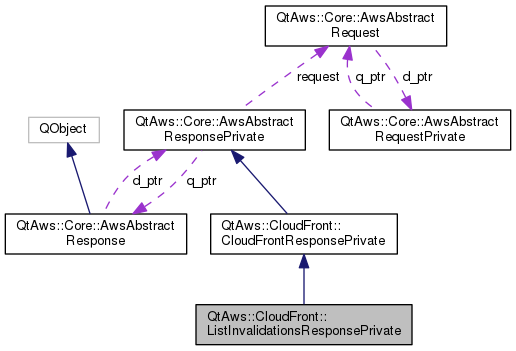 QtAws::Core::AwsAbstract
Request
request
q_ptr
d_ptr
QObject
QtAws::Core::AwsAbstract
ResponsePrivate
QtAws::Core::AwsAbstract
RequestPrivate
d_ptr
q_ptr
QtAws::Core::AwsAbstract
Response
QtAws::CloudFront::
CloudFrontResponsePrivate
QtAws::CloudFront::
ListInvalidationsResponsePrivate